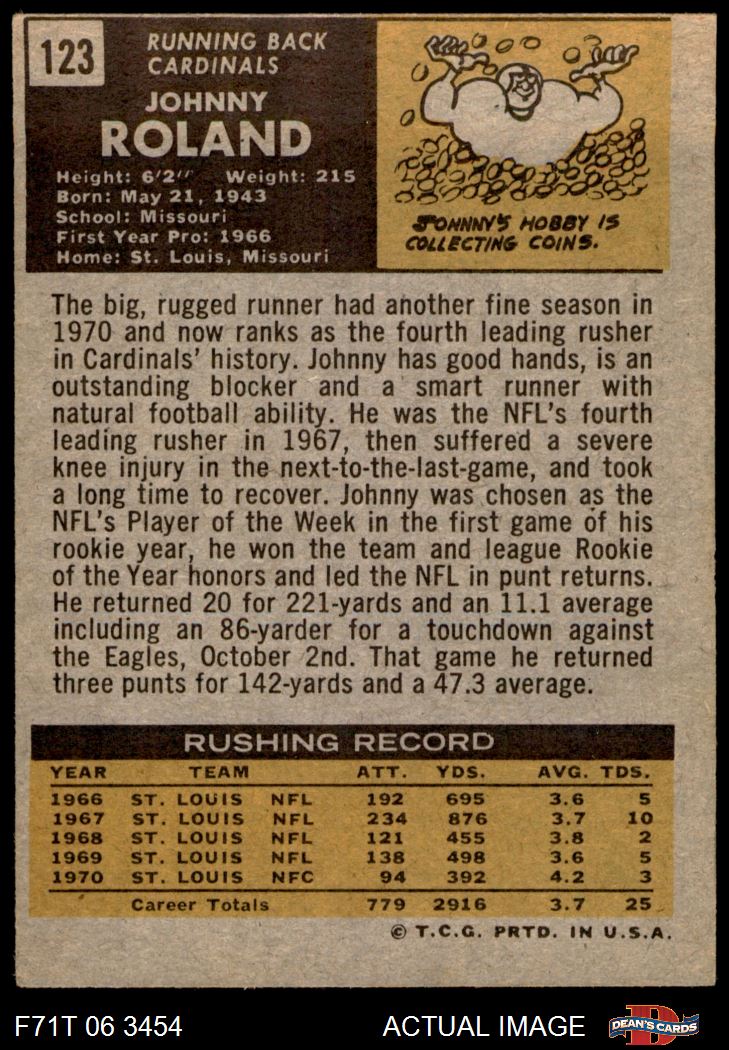 123
RUNNING BACK
CARDINALS
JOHNNY
ROLAND
Height: 6'2" Weight: 215
Born: May 21, 1943
School: Missouri
First Year Pro: 1966
Home: St. Louis, Missouri
JOHNNY'S HOBBY IS
COLLECTING COINS.
The big, rugged runner had another fine season in
1970 and now ranks as the fourth leading rusher
in Cardinals' history. Johnny has good hands, is an
outstanding blocker and a smart runner with
natural football ability. He was the NFL's fourth
leading rusher in 1967, then suffered a severe
knee injury in the next-to-the-last-game, and took
a long time to recover. Johnny was chosen as the
NFL's Player of the Week in the first game of his
rookie year, he won the team and league Rookie
of the Year honors and led the NFL in punt returns.
He returned 20 for 221-yards and an 11.1 average
including an 86-yarder for a touchdown against
the Eagles, October 2nd. That game he returned
three punts for 142-yards and a 47.3 average.
RUSHING RECORD
YEAR TEAM ATT. YDS. AVG. TDS.
1966 ST. LOUIS NFL 192 695 3.6 5
1967 ST. LOUIS NFL 234 876 3.7 10
1968 ST. LOUIS NFL 121 455 3.8 2
1969 ST. LOUIS NFL 138 498 3.6 5
1970 ST. LOUIS NFC 94 392 4.2 3
Career Totals 779 2916 3.7 25
© T.C.G. PRTD. IN U.S.A.
F71T 06 3454 ACTUAL IMAGE
D
DEAN'S CARDS